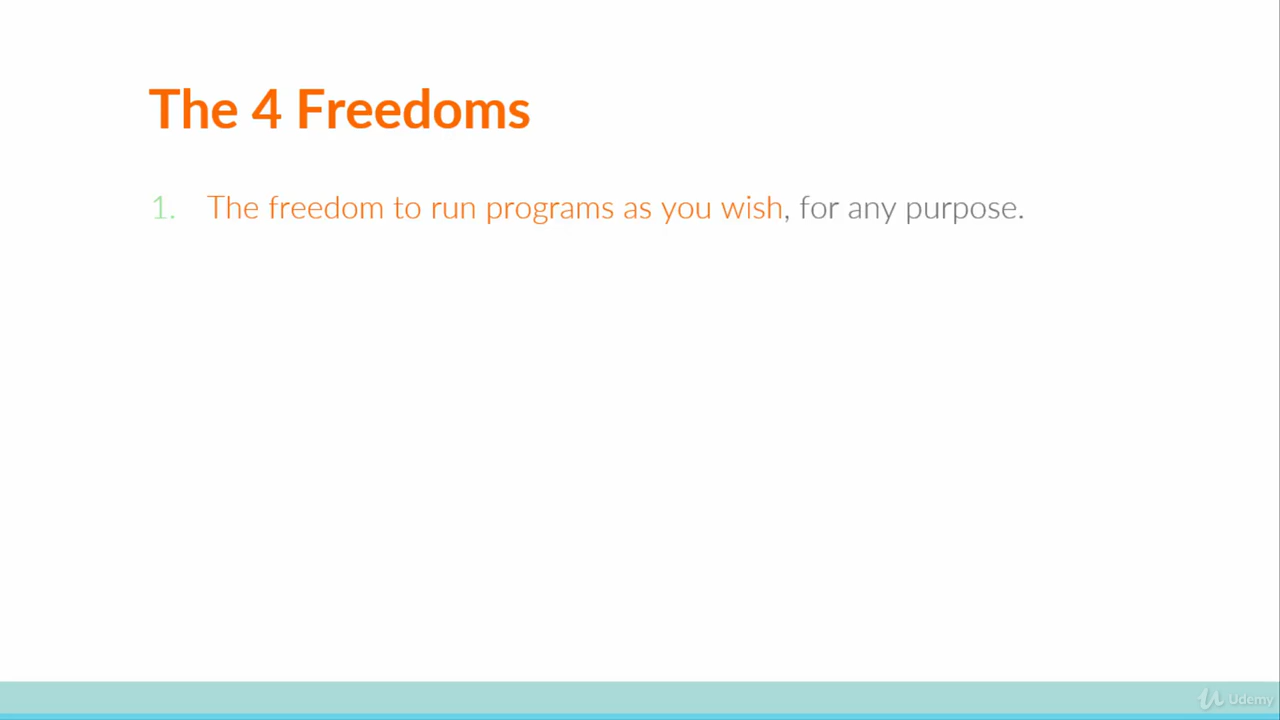 The 4 Freedoms
1. The freedom to run programs as you wish, for any purpose.
Udemy